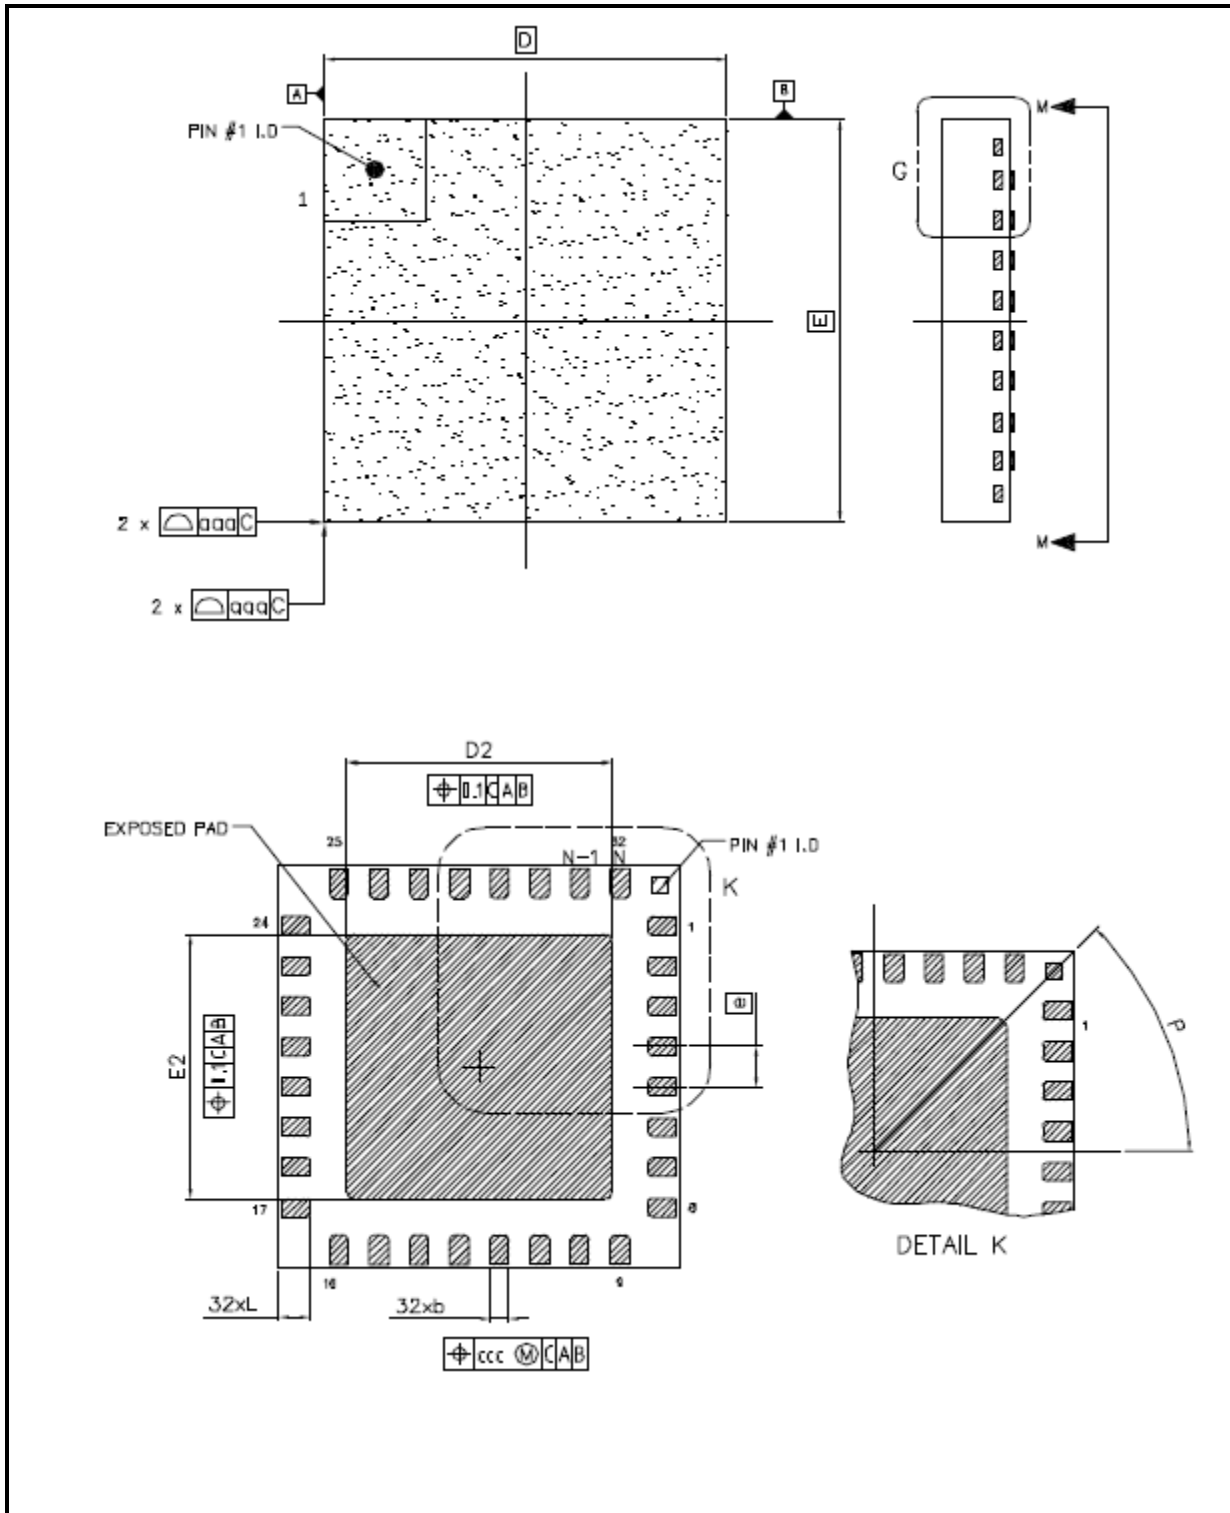 D
A
B
M
PIN #1 I.D
G
1
E
2 x aaa C
M
2 x aaa C
D2
0.1 C A B
EXPOSED PAD
25
32
N-1 N
PIN #1 I.D
K
24
1
e
E2
0.1 C A B
P
1
17
8
DETAIL K
16
9
32xL
32xb
ccc Ⓜ C A B